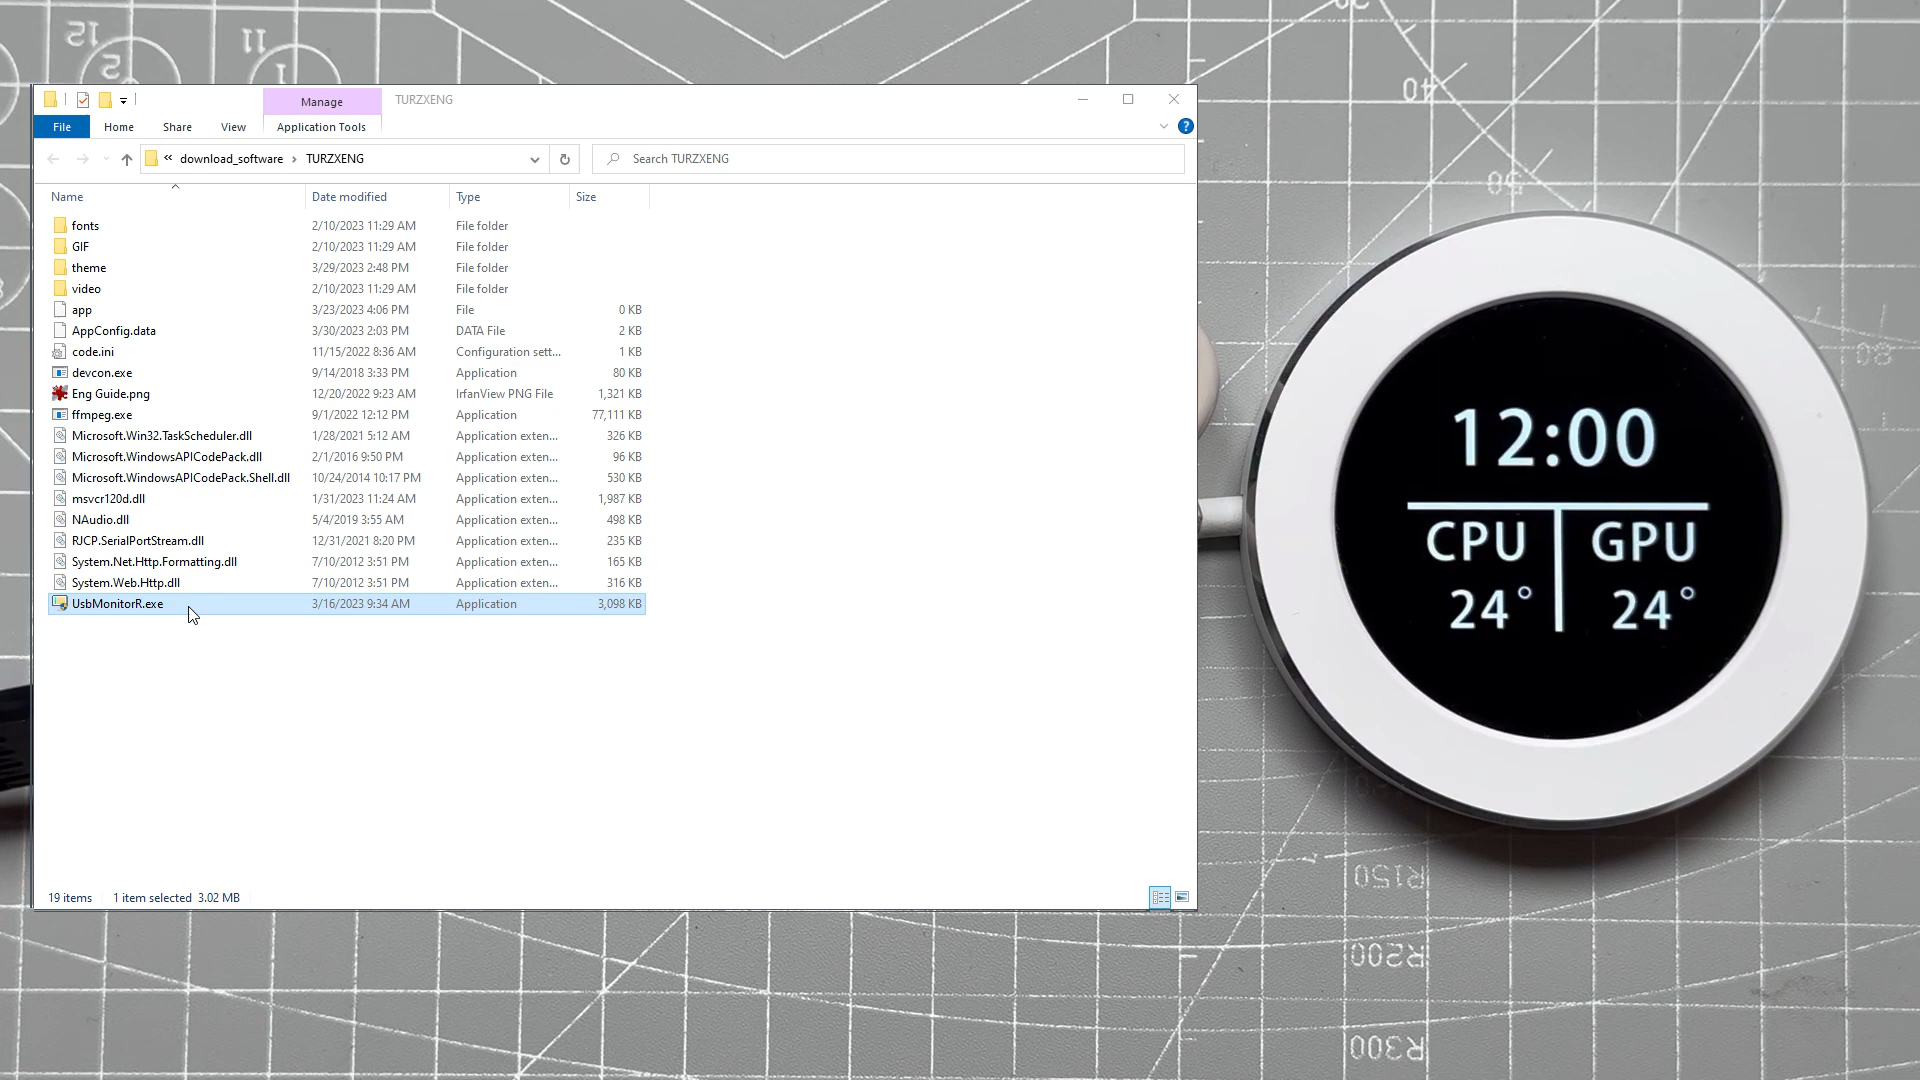 Manage
TURZXENG
File
Home
Share
View
Application Tools
« download_software › TURZXENG
Search TURZXENG
Name Date modified Type Size
fonts 2/10/2023 11:29 AM File folder
GIF 2/10/2023 11:29 AM File folder
theme 3/29/2023 2:48 PM File folder
video 2/10/2023 11:29 AM File folder
app 3/23/2023 4:06 PM File 0 KB
AppConfig.data 3/30/2023 2:03 PM DATA File 2 KB
code.ini 11/15/2022 8:36 AM Configuration sett... 1 KB
devcon.exe 9/14/2018 3:33 PM Application 80 KB
Eng Guide.png 12/20/2022 9:23 AM IrfanView PNG File 1,321 KB
ffmpeg.exe 9/1/2022 12:12 PM Application 77,111 KB
Microsoft.Win32.TaskScheduler.dll 1/28/2021 5:12 AM Application exten... 326 KB
Microsoft.WindowsAPICodePack.dll 2/1/2016 9:50 PM Application exten... 96 KB
Microsoft.WindowsAPICodePack.Shell.dll 10/24/2014 10:17 PM Application exten... 530 KB
msvcr120d.dll 1/31/2023 11:24 AM Application exten... 1,987 KB
NAudio.dll 5/4/2019 3:55 AM Application exten... 498 KB
RJCP.SerialPortStream.dll 12/31/2021 8:20 PM Application exten... 235 KB
System.Net.Http.Formatting.dll 7/10/2012 3:51 PM Application exten... 165 KB
System.Web.Http.dll 7/10/2012 3:51 PM Application exten... 316 KB
UsbMonitorR.exe 3/16/2023 9:34 AM Application 3,098 KB
19 items 1 item selected 3.02 MB
12:00
CPU GPU
24° 24°
15
11
5
1
40
50
80
R150
R200
R300